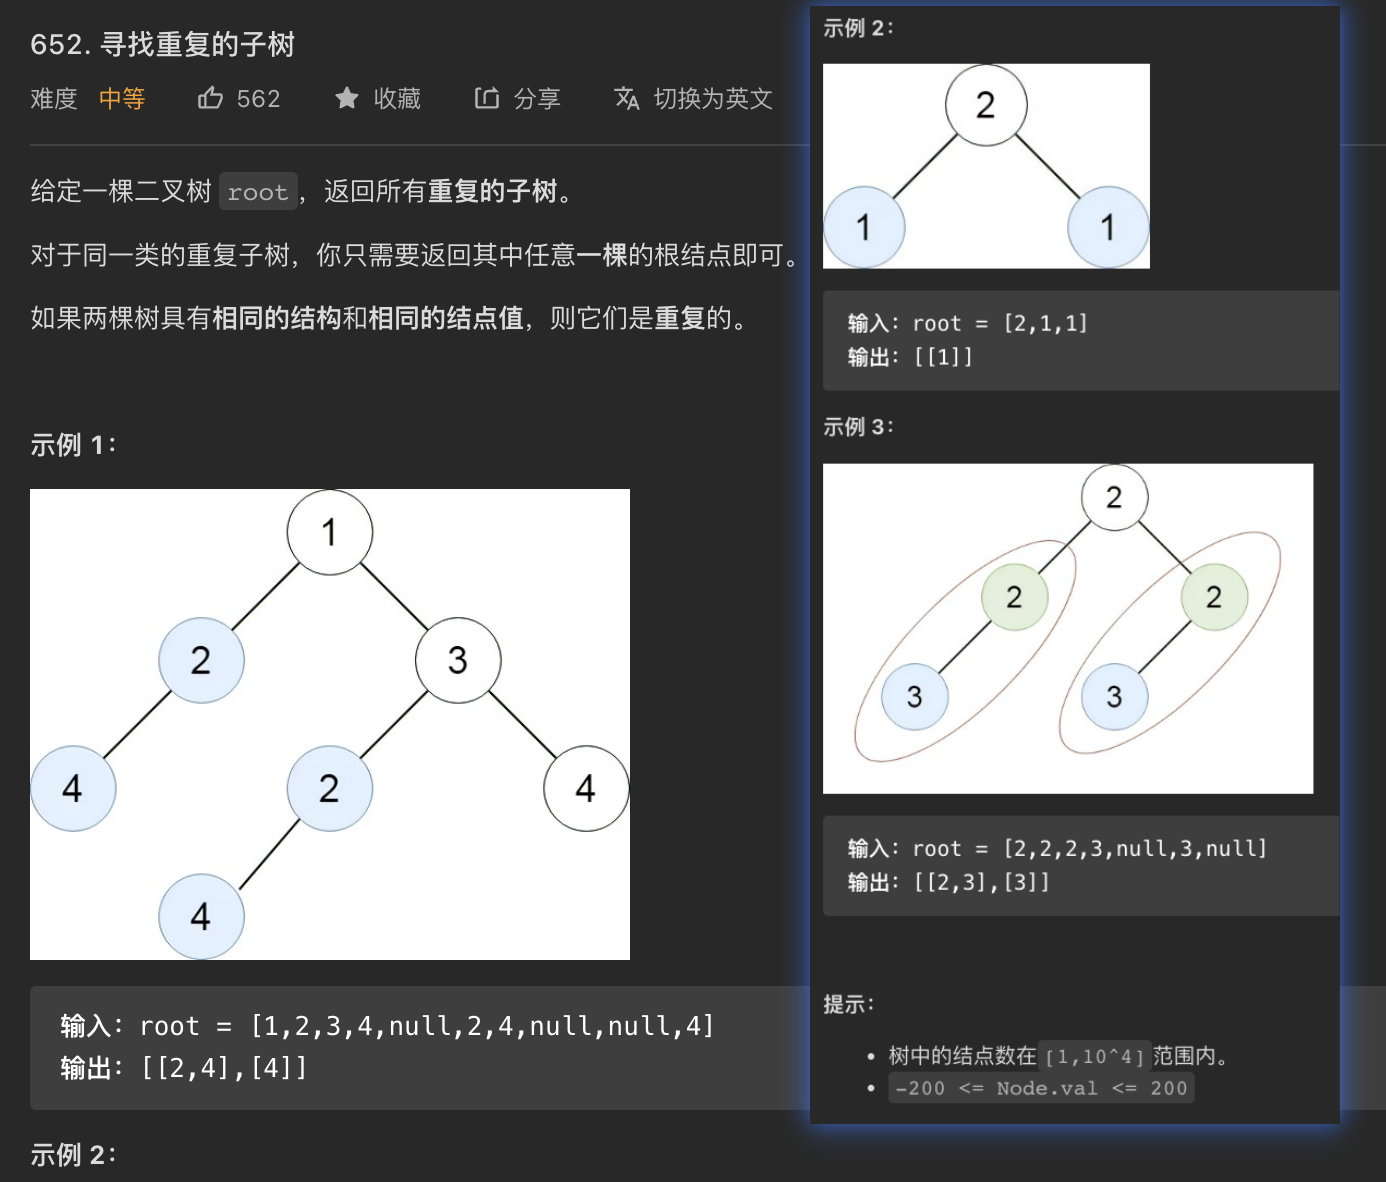 652. 寻找重复的子树
难度 中等 562 收藏 分享 切换为英文
给定一棵二叉树 root，返回所有重复的子树。
对于同一类的重复子树，你只需要返回其中任意一棵的根结点即可。
如果两棵树具有相同的结构和相同的结点值，则它们是重复的。
示例 1：
1
2 3
4 2 4
4
输入：root = [1,2,3,4,null,2,4,null,null,4]
输出：[[2,4],[4]]
示例 2：
示例 2：
2
1 1
输入：root = [2,1,1]
输出：[[1]]
示例 3：
2
2 2
3 3
输入：root = [2,2,2,3,null,3,null]
输出：[[2,3],[3]]
提示：
• 树中的结点数在[1,10^4]范围内。
• -200 <= Node.val <= 200